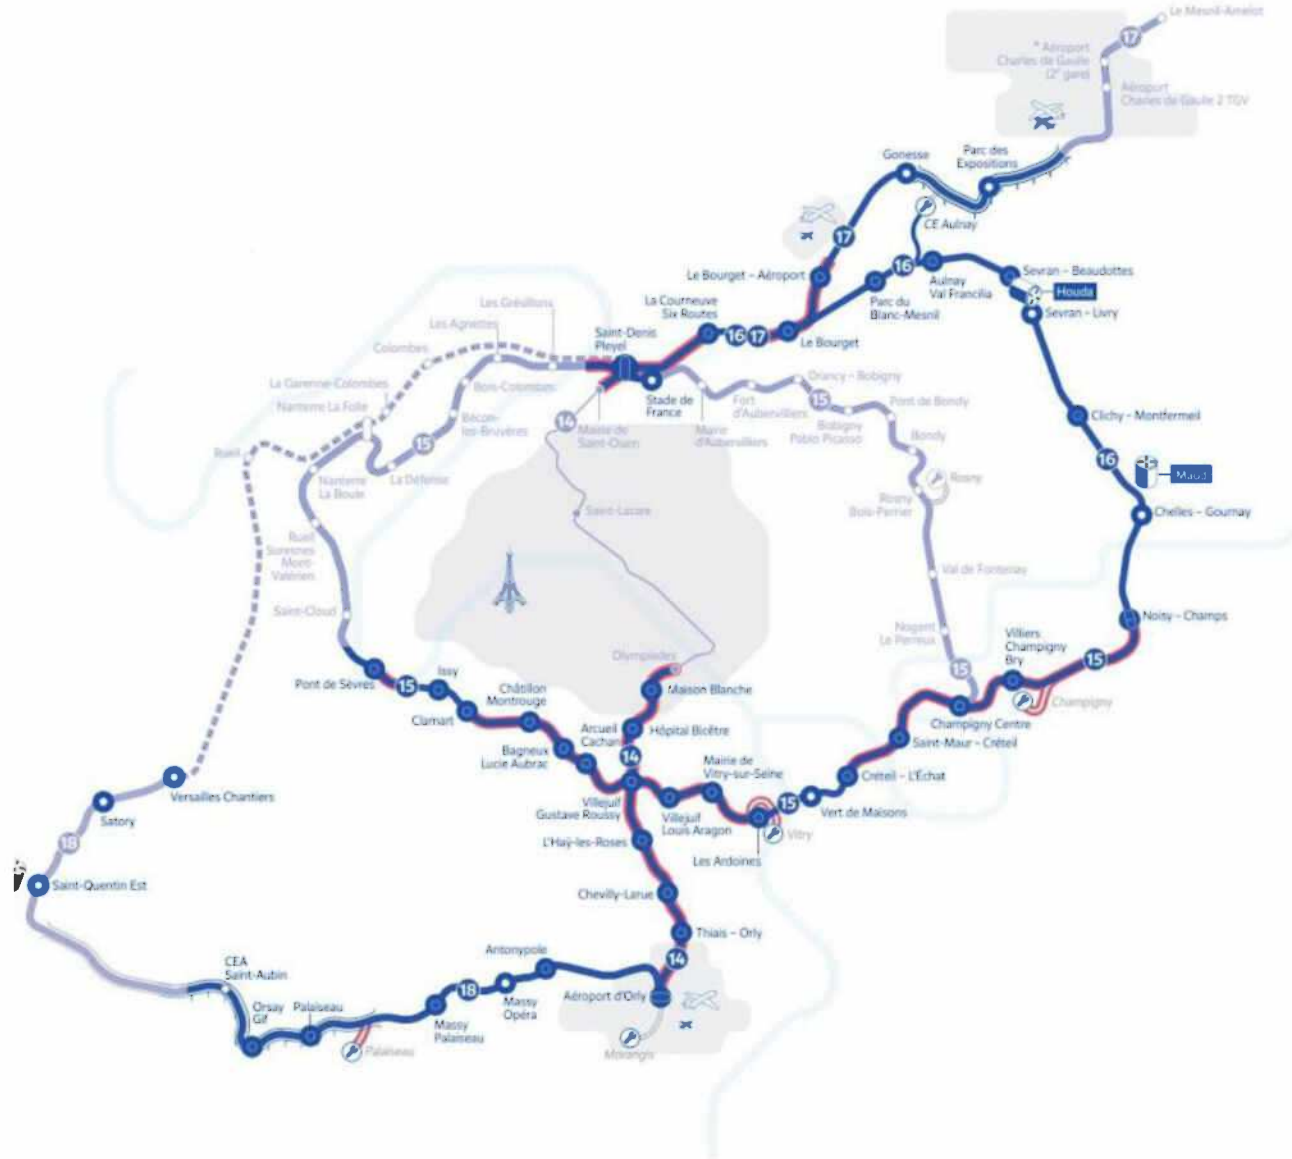 Le Mesnil-Amelot
17
* Aéroport
Charles de Gaulle
(2e gare)
Aéroport
Charles de Gaulle 2 TGV
Gonesse
Parc des
Expositions
CE Aulnay
17
Le Bourget – Aéroport
16
Aulnay
Val Francilia
Sevran – Beaudottes
Houda
Sevran – Livry
Parc du
Blanc-Mesnil
La Courneuve
Six Routes
16
17
Le Bourget
Les Grésillons
Les Agnettes
Saint-Denis
Pleyel
Colombes
La Garenne-Colombes
Bois-Colombes
Stade de
France
Drancy – Bobigny
Fort
d'Aubervilliers
15
Pont de Bondy
Nanterre La Folie
Bécon-
les-Bruyères
14
Mairie de
Saint-Ouen
Mairie
d'Aubervilliers
Bobigny
Pablo Picasso
Bondy
Clichy – Montfermeil
15
Rueil
La Défense
Nanterre
La Boule
Rosny
Rosny
Bois-Perrier
16
Chelles – Gournay
Saint-Lazare
Rueil
Suresnes
Mont-
Valérien
Val de Fontenay
Saint-Cloud
Noisy – Champs
Nogent
Le Perreux
Villiers
Champigny
Bry
Olympiades
15
15
Pont de Sèvres
15
Issy
Maison Blanche
Champigny
Châtillon
Montrouge
Clamart
Champigny Centre
Arcueil
Cachan
Hôpital Bicêtre
Saint-Maur – Créteil
Bagneux
Lucie Aubrac
14
Mairie de
Vitry-sur-Seine
Créteil – L'Échat
Versailles Chantiers
Satory
Villejuif
Gustave Roussy
Villejuif
Louis Aragon
15
Vert de Maisons
Vitry
L'Haÿ-les-Roses
Les Ardoines
18
Saint-Quentin Est
Chevilly-Larue
Thiais – Orly
14
Antonypole
CEA
Saint-Aubin
18
Massy
Opéra
Aéroport d'Orly
Orsay
Gif
Palaiseau
Massy
Palaiseau
Palaiseau
Morangis